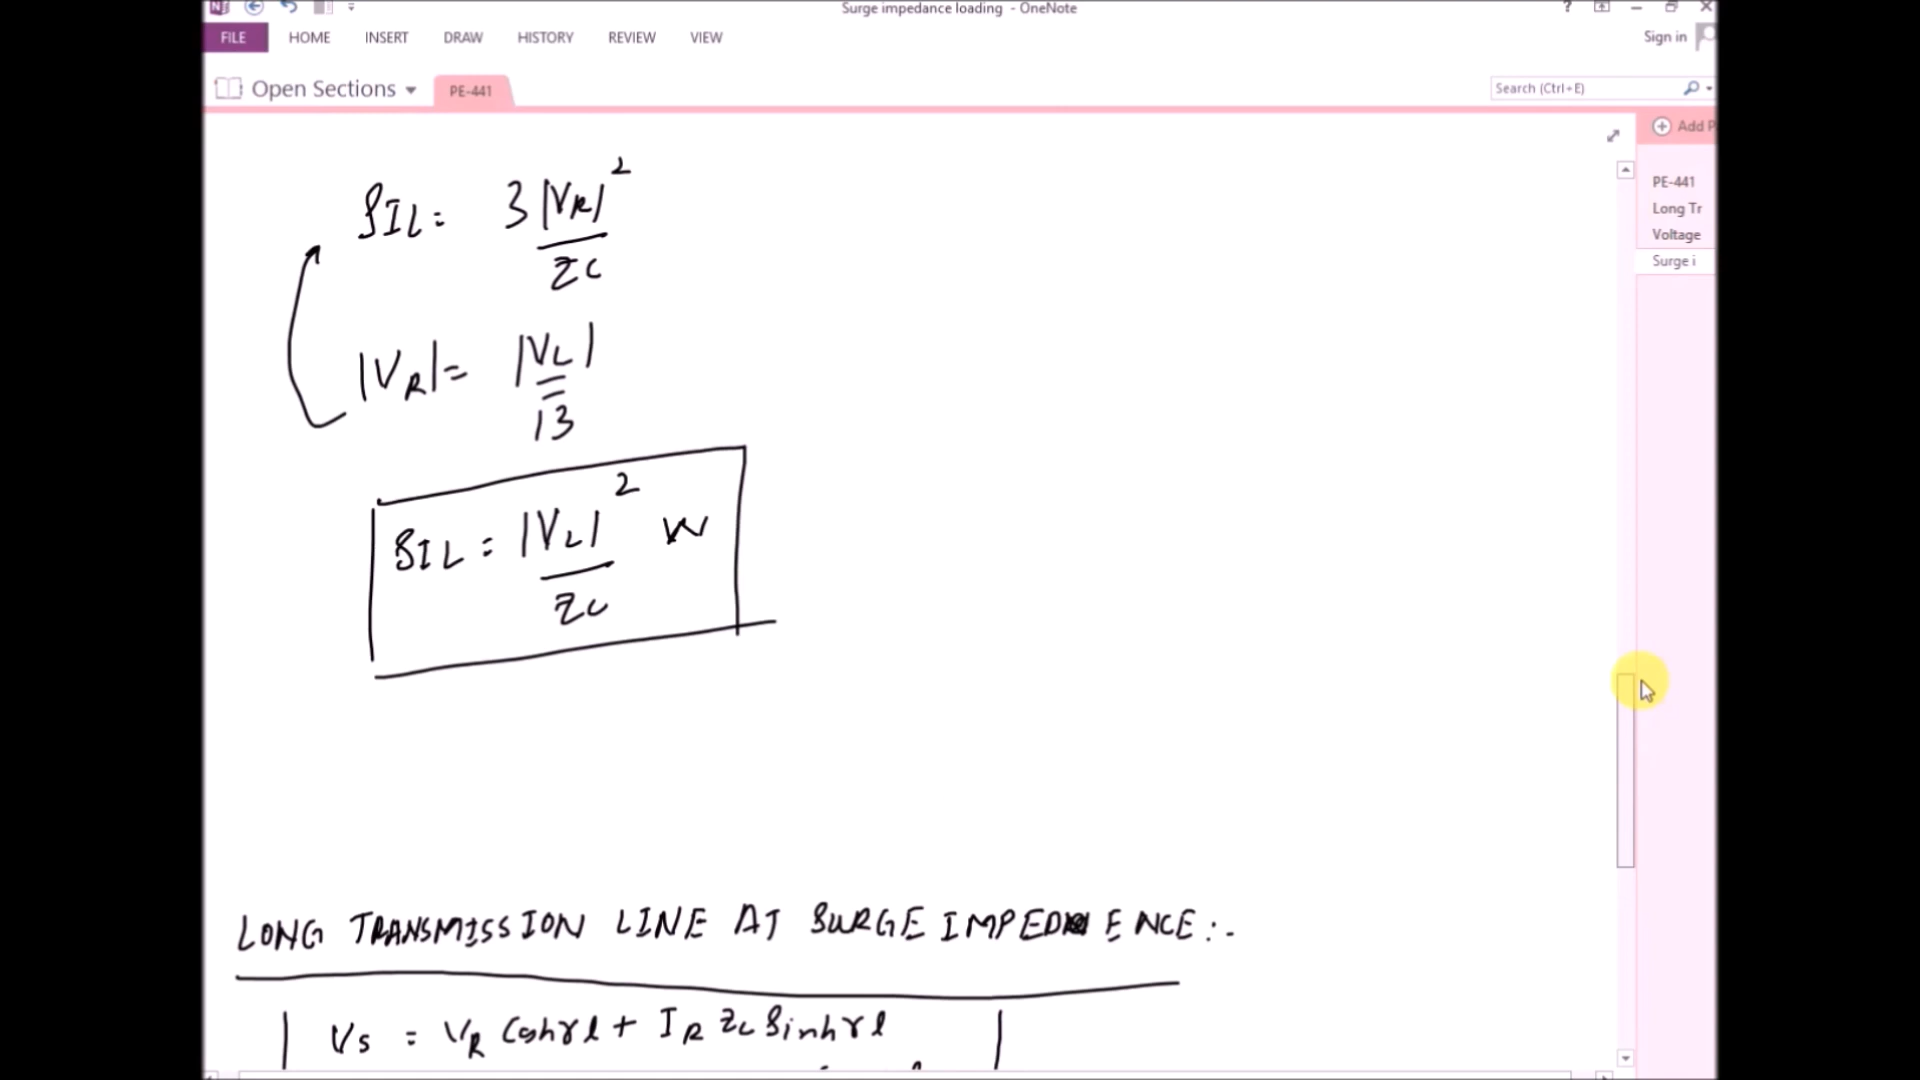 Surge impedance loading - OneNote
?
FILE HOME INSERT DRAW HISTORY REVIEW VIEW
Sign in
Open Sections PE-441
Search (Ctrl+E)
Add P
PE-441
Long Tr
Voltage
Surge i
SIL = 3|VR|²
ZC
|VR| = |VL|
√3
SIL = |VL|² W
ZC
LONG TRANSMISSION LINE AT SURGE IMPEDENCE :-
Vs = VR Coshγl + IR ZC Sinhγl